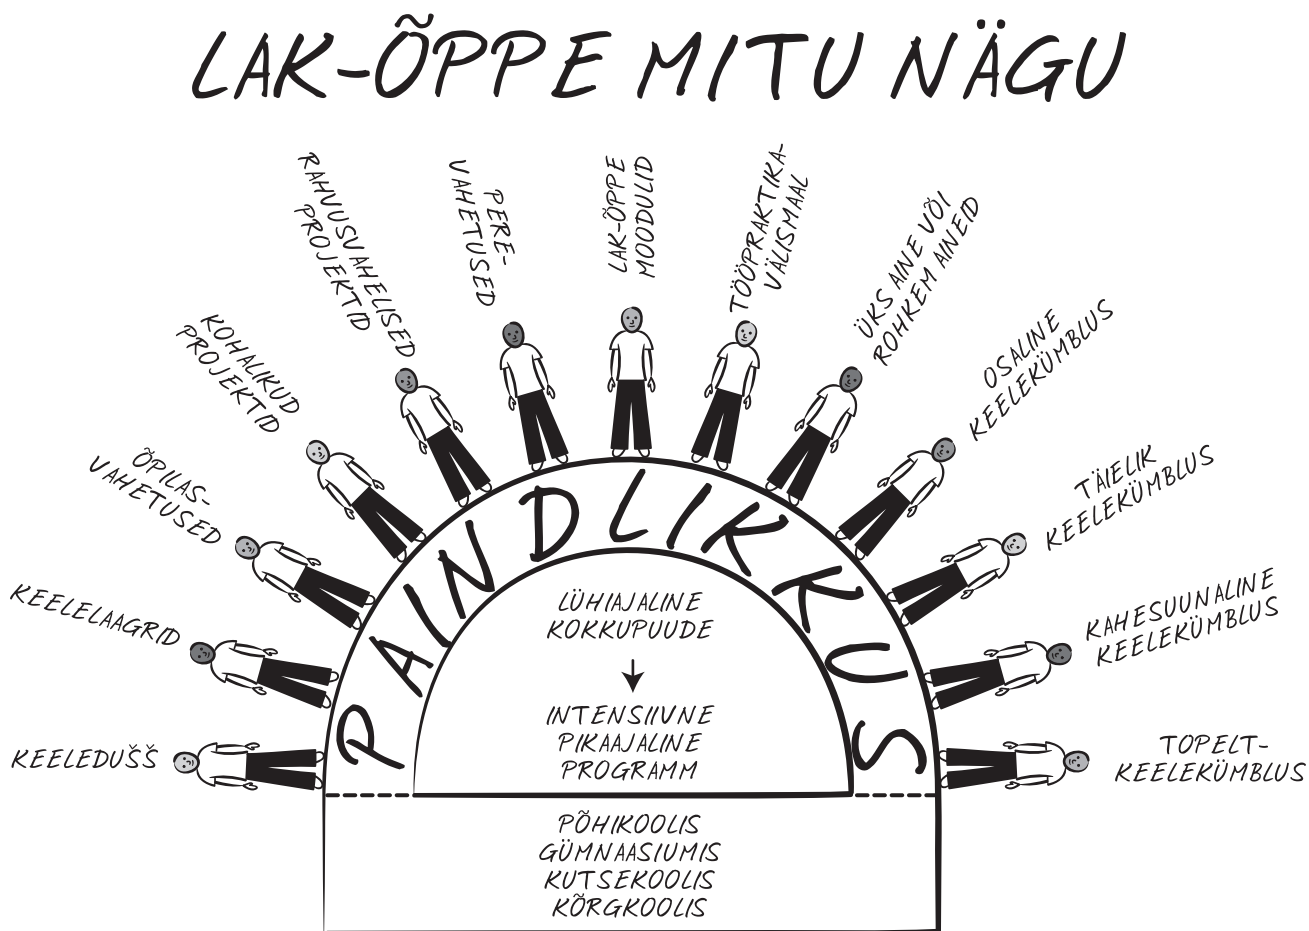 LAK-ÕPPE MITU NÄGU
KEELEDUŠŠ
KEELELAAGRID
ÕPILAS-
VAHETUSED
KOHALIKUD
PROJEKTID
RAHVUSVAHELISED
PROJEKTID
PERE-
VAHETUSED
LAK-ÕPPE
MOODULID
TÖÖPRAKTIKA-
VÄLISMAAL
ÜKS AINE VÕI
ROHKEM AINEID
OSALINE
KEELEKÜMBLUS
TÄIELIK
KEELEKÜMBLUS
KAHESUUNALINE
KEELEKÜMBLUS
TOPELT-
KEELEKÜMBLUS
PAINDLIKKUS
LÜHIAJALINE
KOKKUPUUDE
INTENSIIVNE
PIKAAJALINE
PROGRAMM
PÕHIKOOLIS
GÜMNAASIUMIS
KUTSEKOOLIS
KÕRGKOOLIS